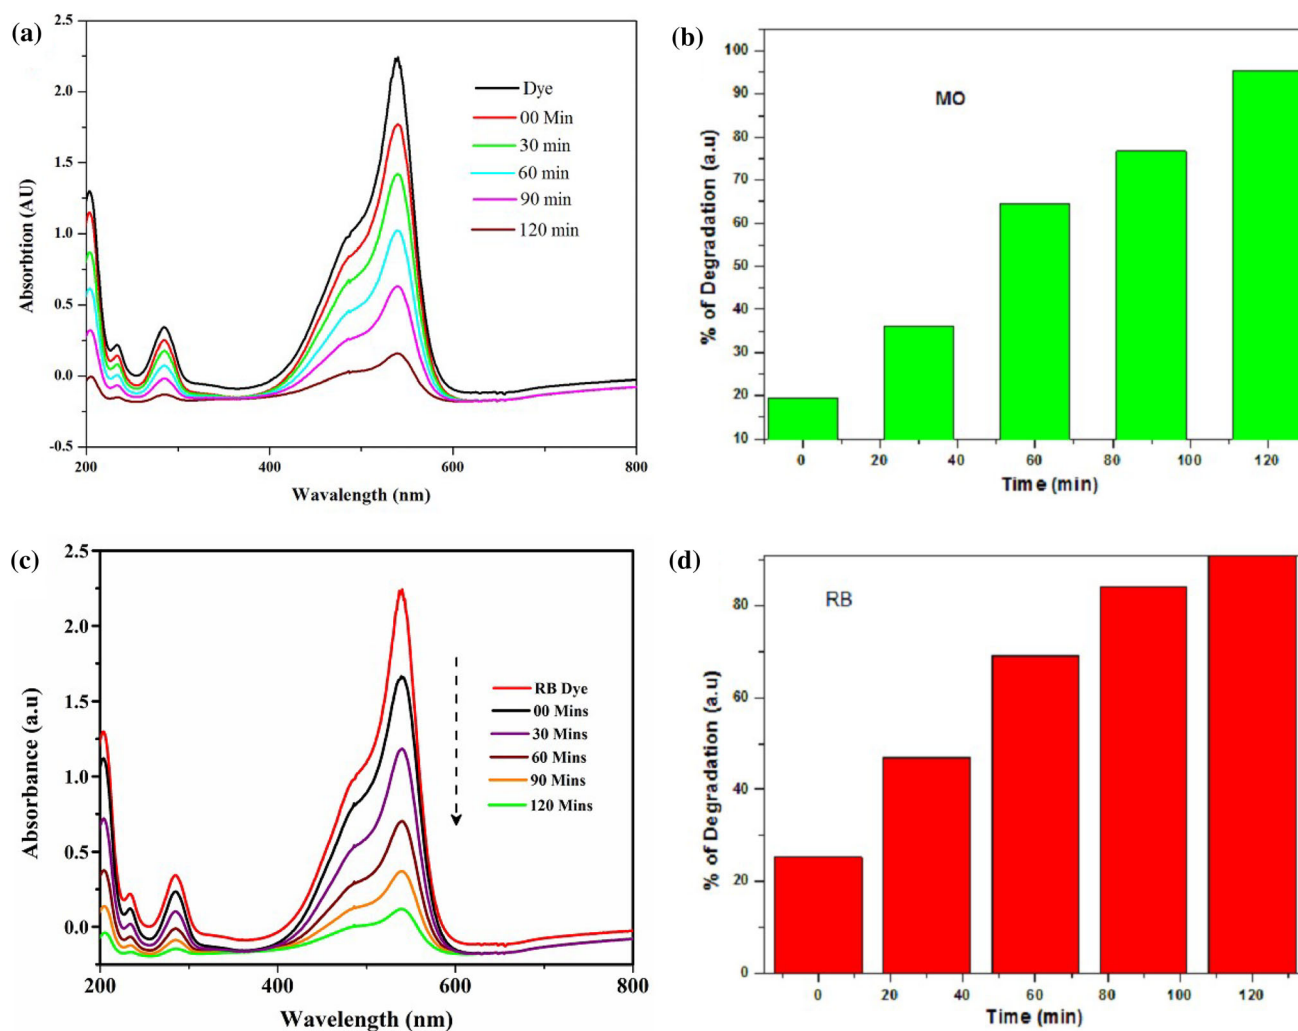 (a)
2.5
2.0
1.5
1.0
0.5
0.0
-0.5
200
400
600
800
Absorbtion (AU)
Wavalength (nm)
Dye
00 Min
30 min
60 min
90 min
120 min
(b)
100
90
80
70
60
50
40
30
20
10
0
20
40
60
80
100
120
% of Degradation (a.u)
Time (min)
MO
(c)
2.5
2.0
1.5
1.0
0.5
0.0
200
400
600
800
Absorbance (a.u)
Wavelength (nm)
RB Dye
00 Mins
30 Mins
60 Mins
90 Mins
120 Mins
(d)
80
60
40
20
0
0
20
40
60
80
100
120
% of Degradation (a.u)
Time (min)
RB